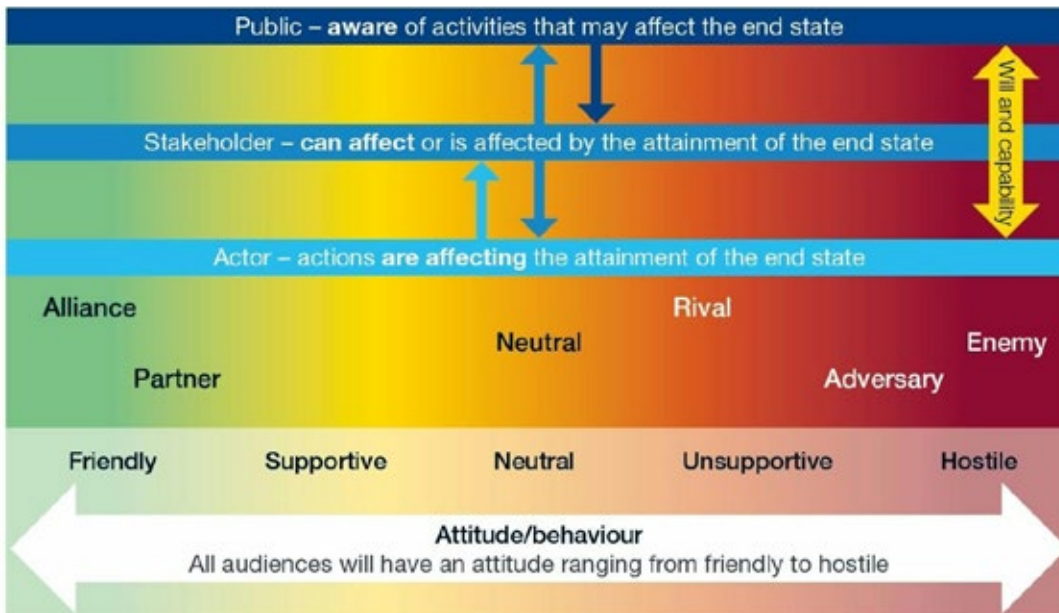 Public – aware of activities that may affect the end state
Will and capability
Stakeholder – can affect or is affected by the attainment of the end state
Actor – actions are affecting the attainment of the end state
Alliance
Rival
Neutral
Enemy
Partner
Adversary
Friendly
Supportive
Neutral
Unsupportive
Hostile
Attitude/behaviour
All audiences will have an attitude ranging from friendly to hostile